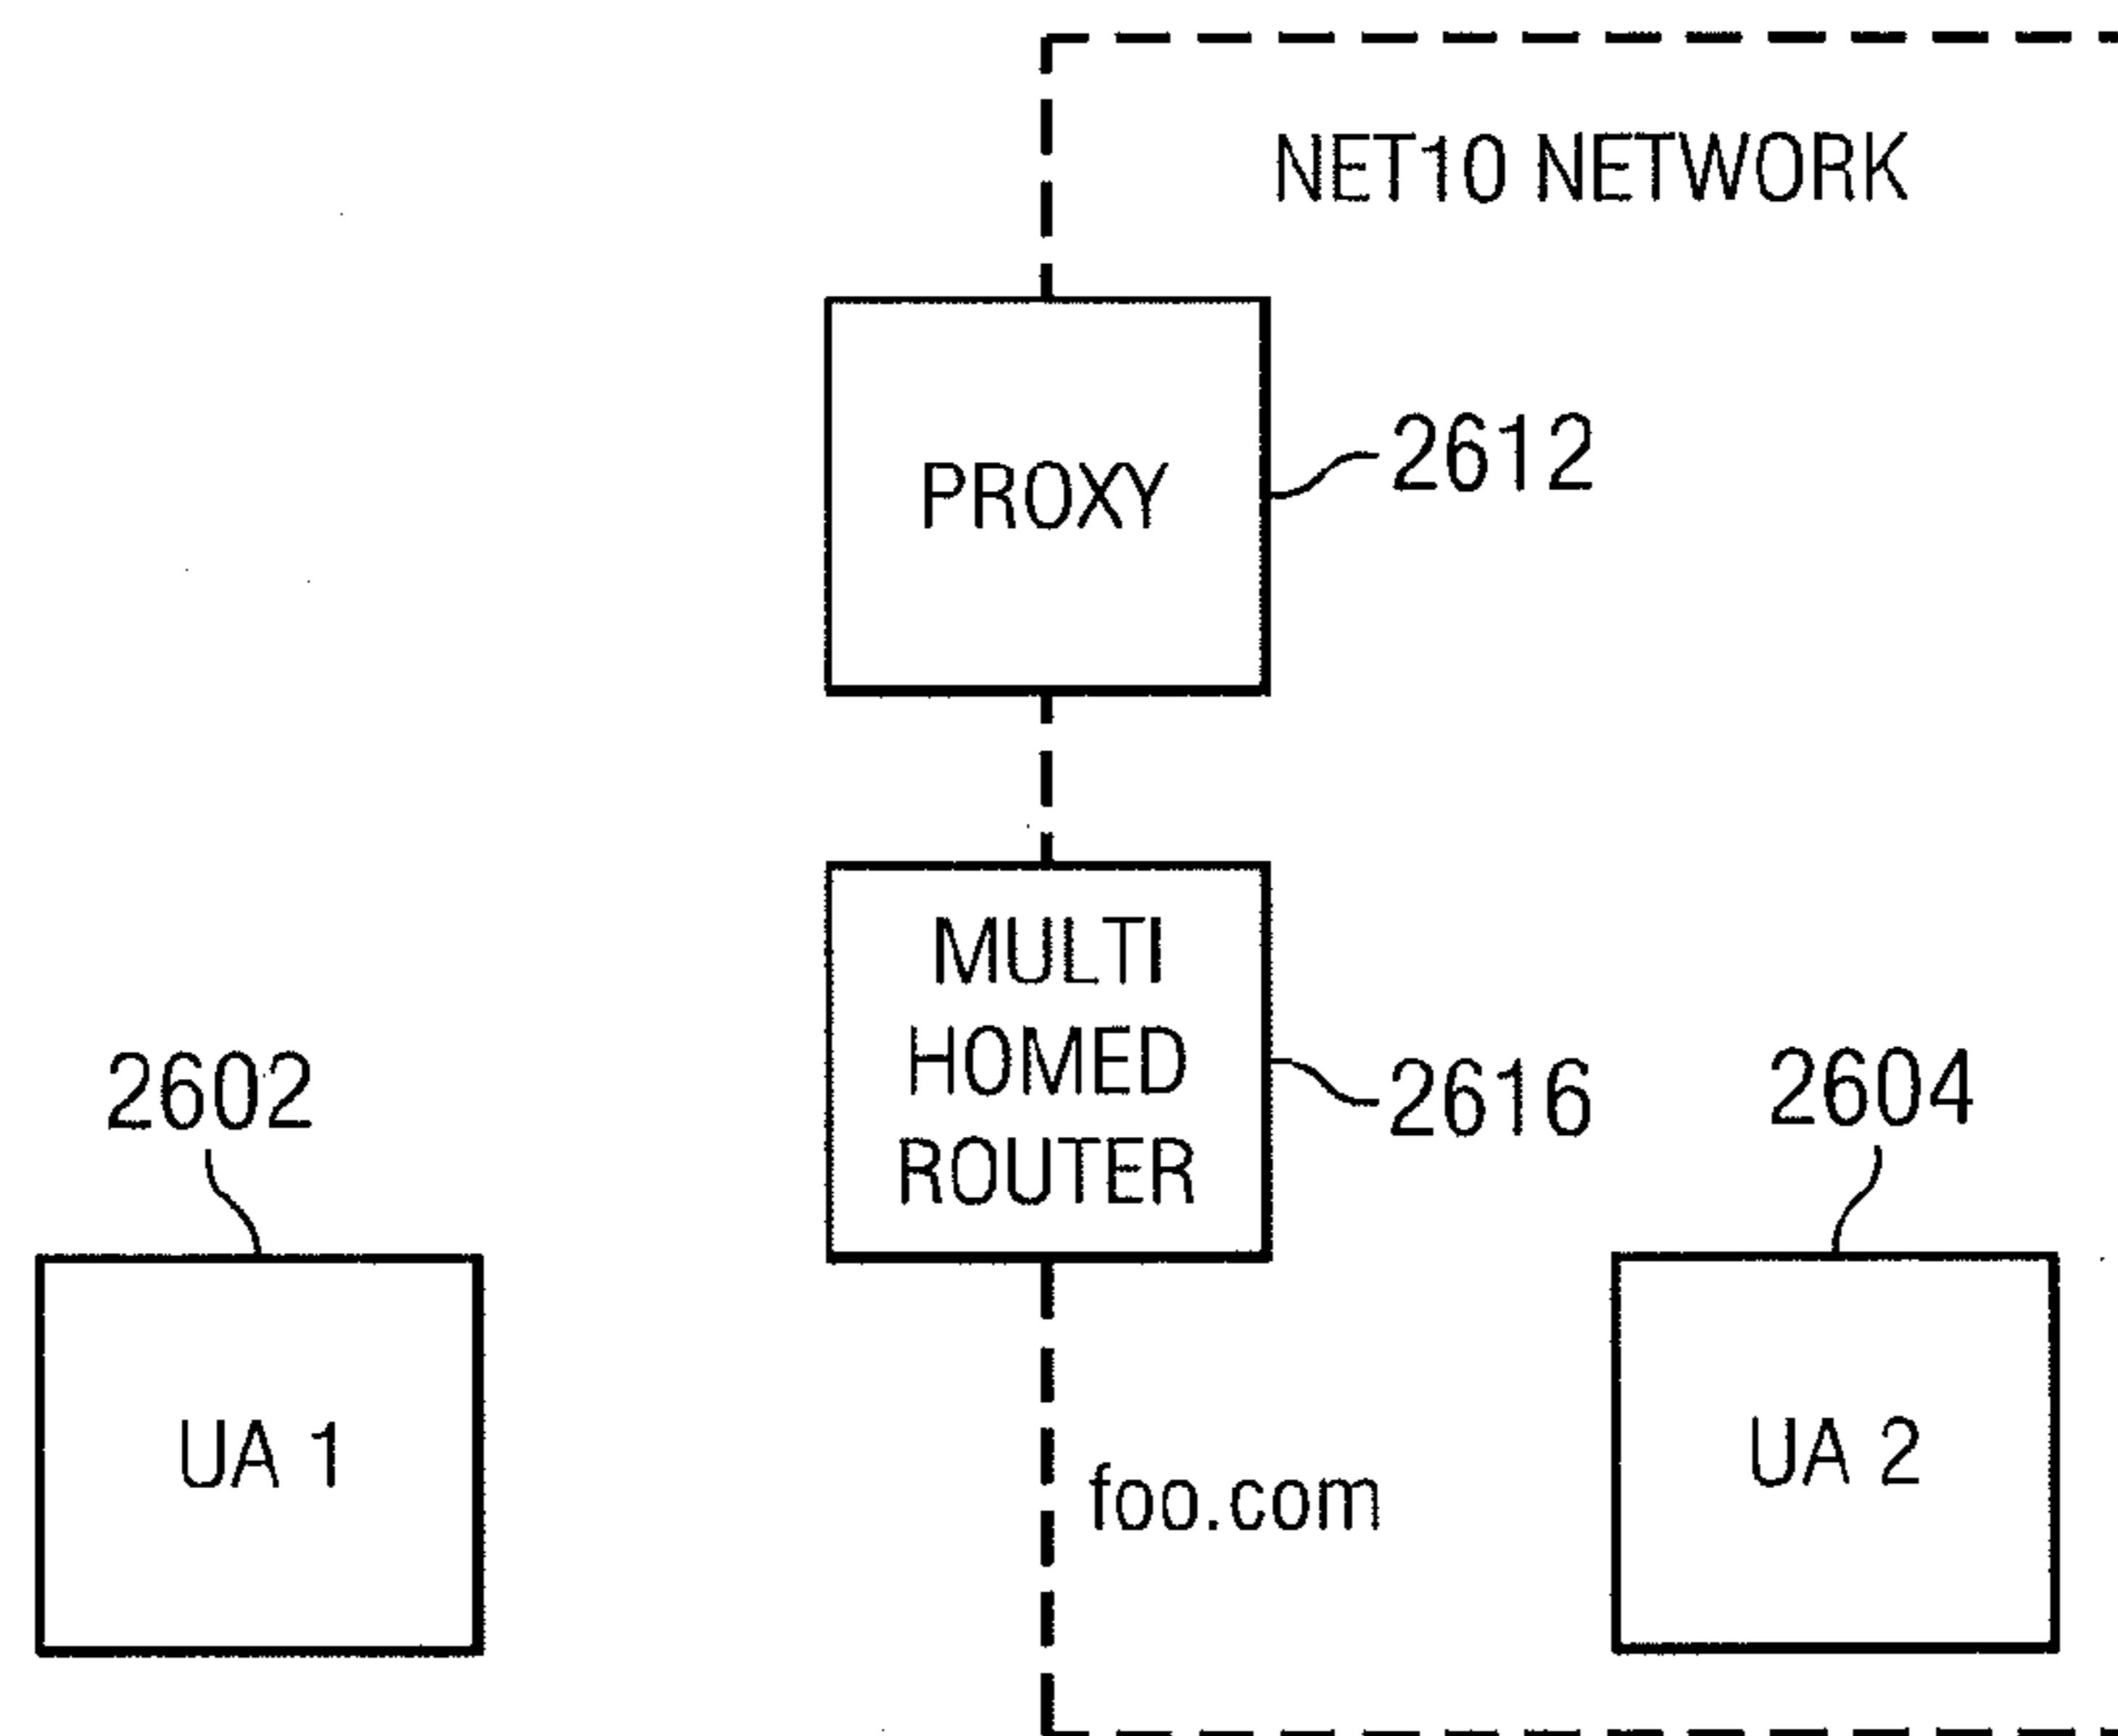 NET10 NETWORK
PROXY
2612
MULTI
HOMED
ROUTER
2616
2602
2604
UA 1
UA 2
foo.com